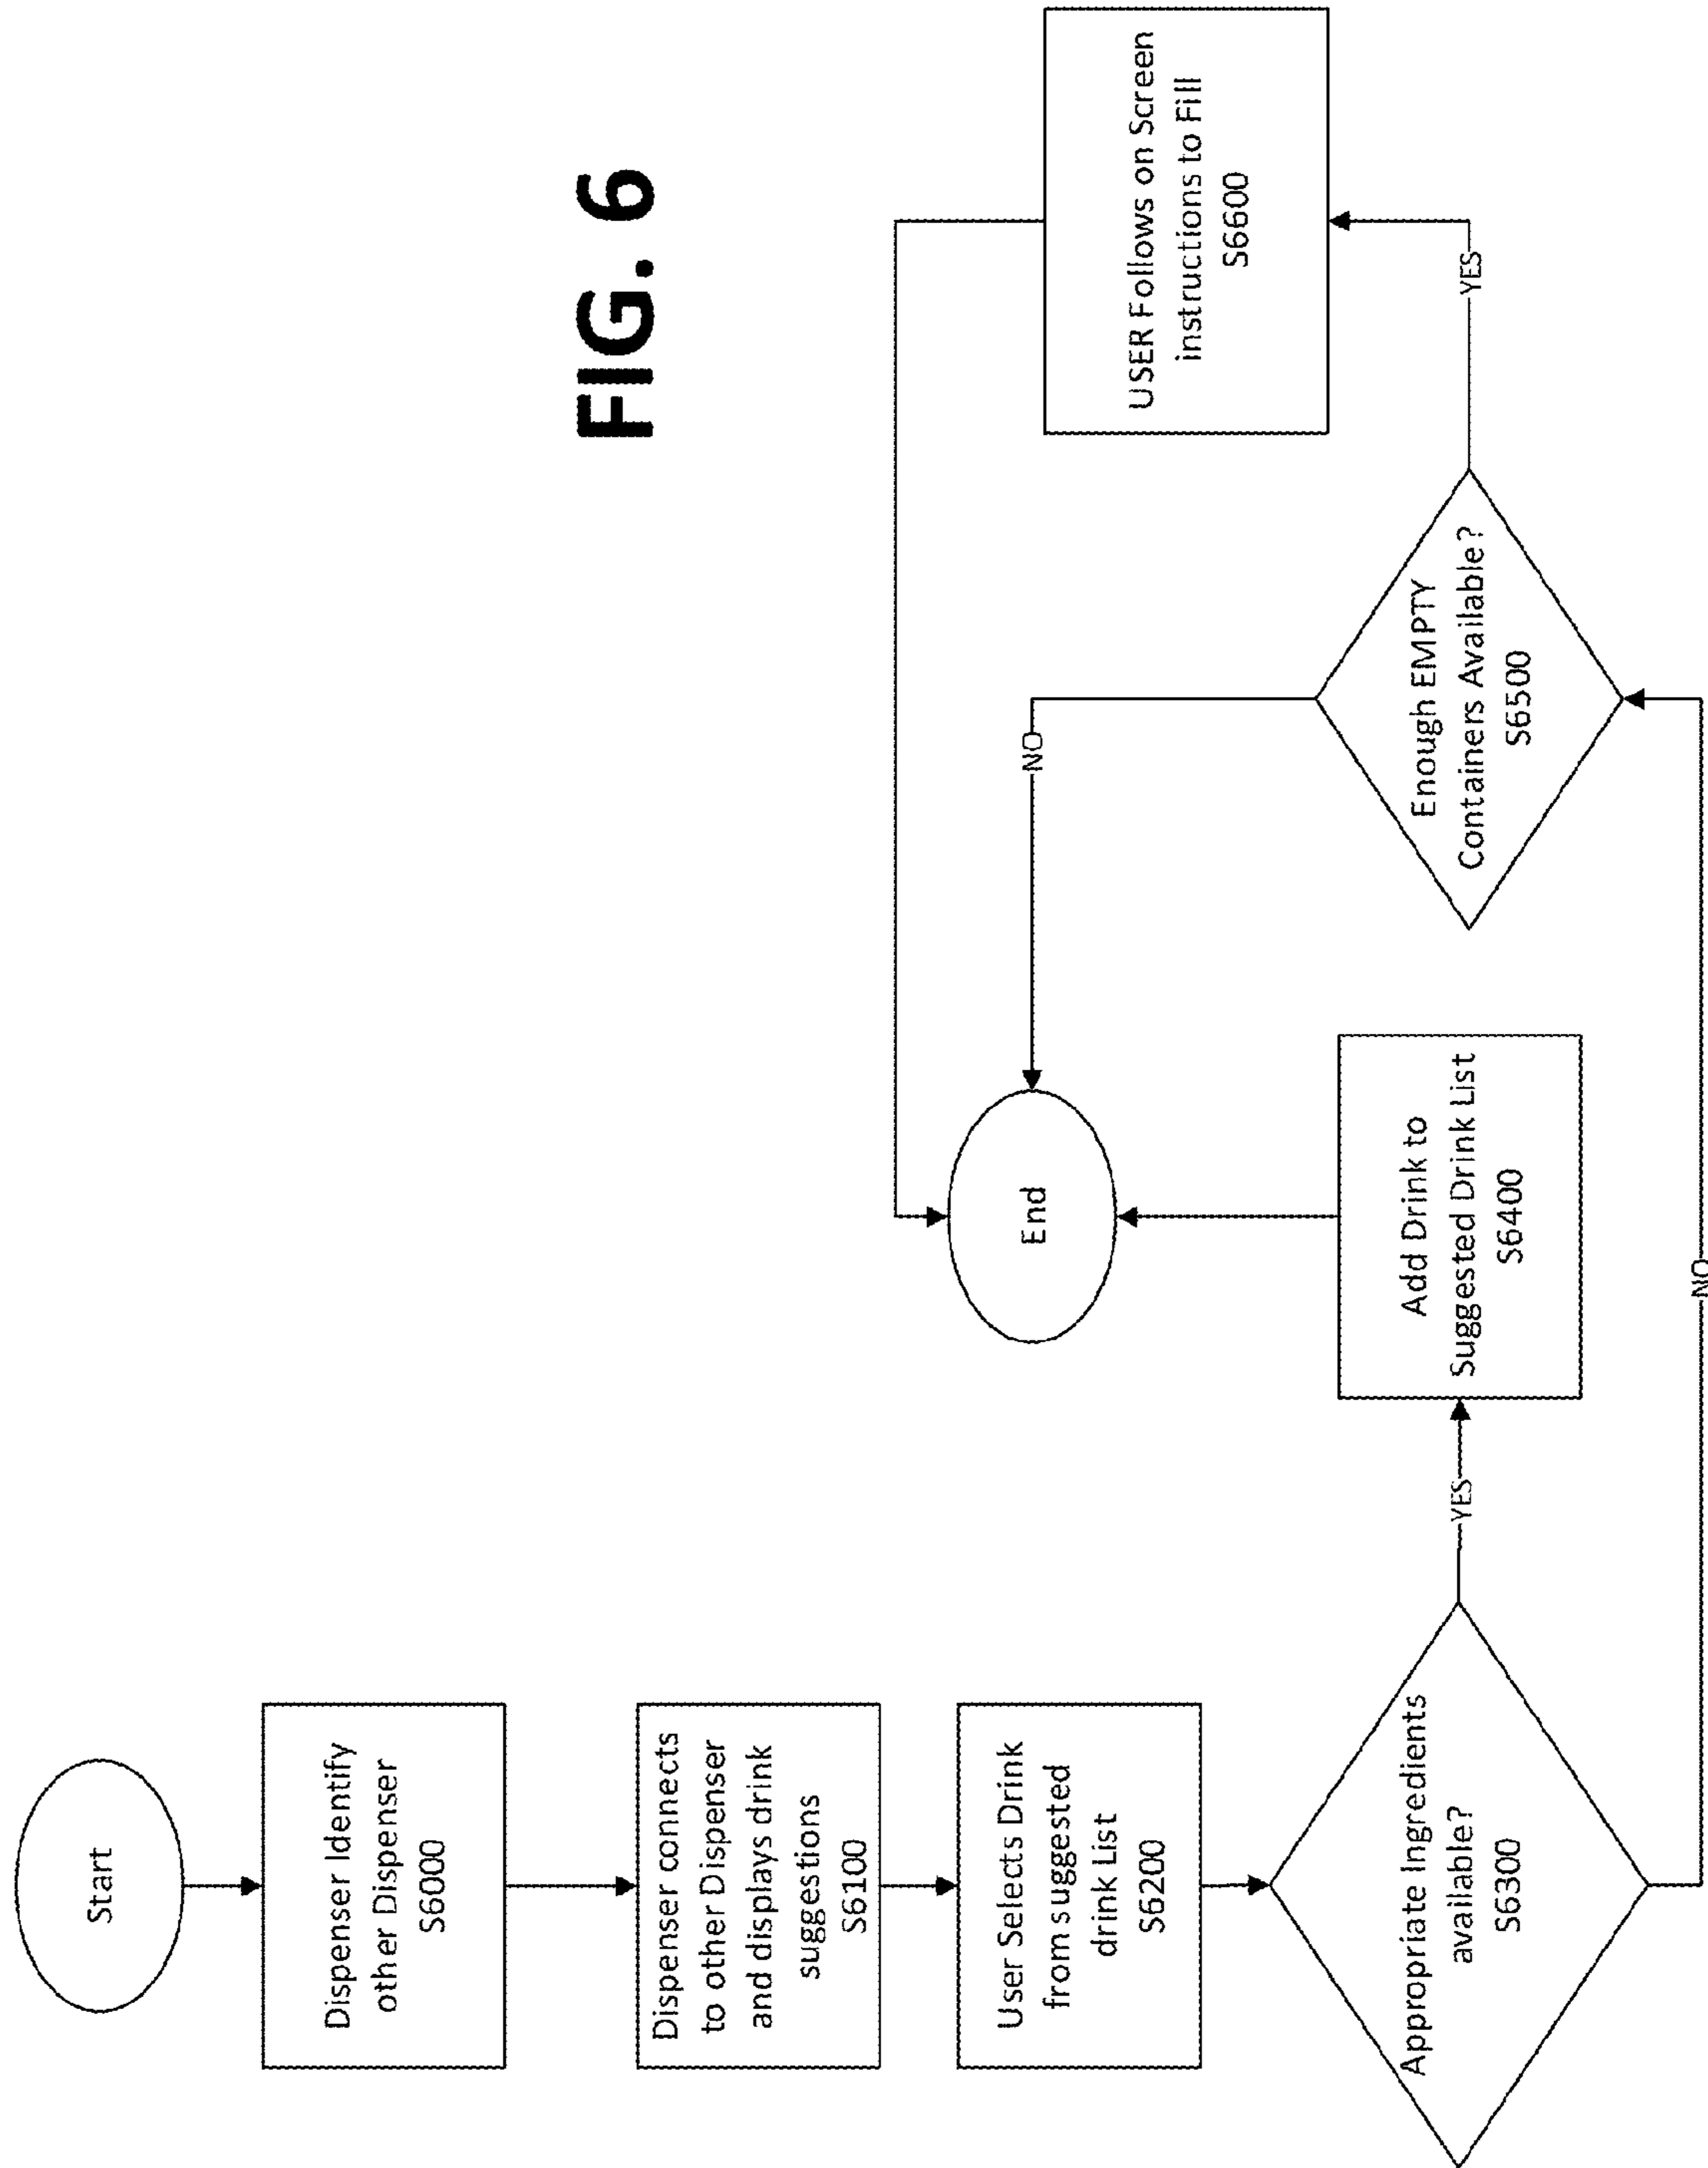 Start
Dispenser Identify
other Dispenser
S6000
Dispenser connects
to other Dispenser
and displays drink
suggestions
S6100
User Selects Drink
from suggested
drink List
S6200
Appropriate Ingredients
available?
S6300
YES
NO
Add Drink to
Suggested Drink List
S6400
End
NO
Enough EMPTY
Containers Available?
S6500
YES
USER Follows on Screen
instructions to Fill
S6600
FIG. 6